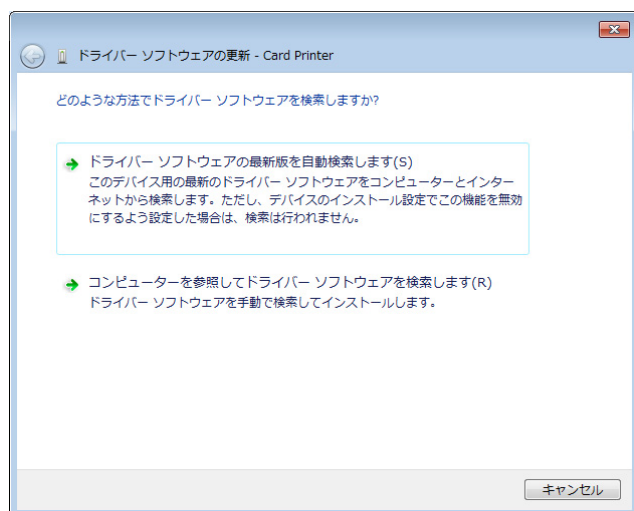 ドライバー ソフトウェアの更新 - Card Printer
どのような方法でドライバー ソフトウェアを検索しますか?
ドライバー ソフトウェアの最新版を自動検索します(S)
このデバイス用の最新のドライバー ソフトウェアをコンピューターとインター
ネットから検索します。ただし、デバイスのインストール設定でこの機能を無効
にするよう設定した場合は、検索は行われません。
コンピューターを参照してドライバー ソフトウェアを検索します(R)
ドライバー ソフトウェアを手動で検索してインストールします。
キャンセル